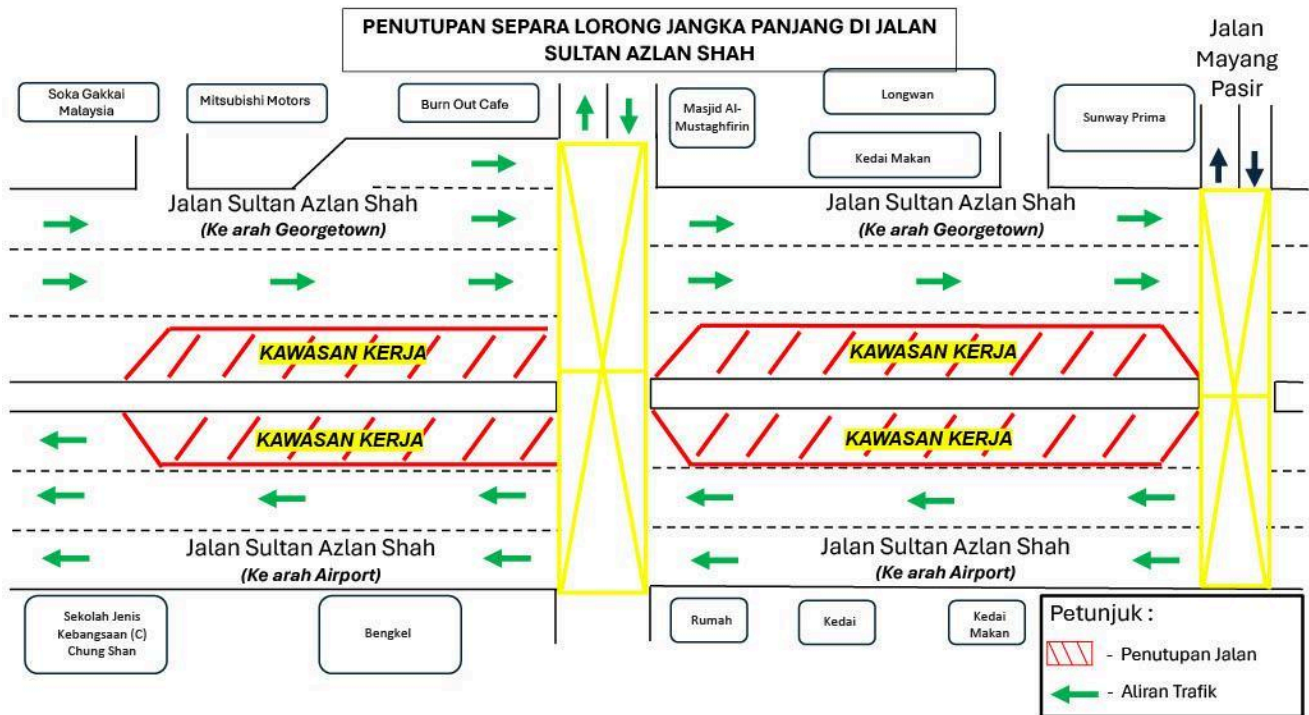 PENUTUPAN SEPARA LORONG JANGKA PANJANG DI JALAN
SULTAN AZLAN SHAH
Jalan
Mayang
Pasir
Soka Gakkai
Malaysia
Mitsubishi Motors
Burn Out Cafe
Masjid Al-
Mustaghfirin
Longwan
Kedai Makan
Sunway Prima
Jalan Sultan Azlan Shah
(Ke arah Georgetown)
Jalan Sultan Azlan Shah
(Ke arah Georgetown)
KAWASAN KERJA
KAWASAN KERJA
KAWASAN KERJA
KAWASAN KERJA
Jalan Sultan Azlan Shah
(Ke arah Airport)
Jalan Sultan Azlan Shah
(Ke arah Airport)
Sekolah Jenis
Kebangsaan (C)
Chung Shan
Bengkel
Rumah
Kedai
Kedai
Makan
Petunjuk :
- Penutupan Jalan
- Aliran Trafik